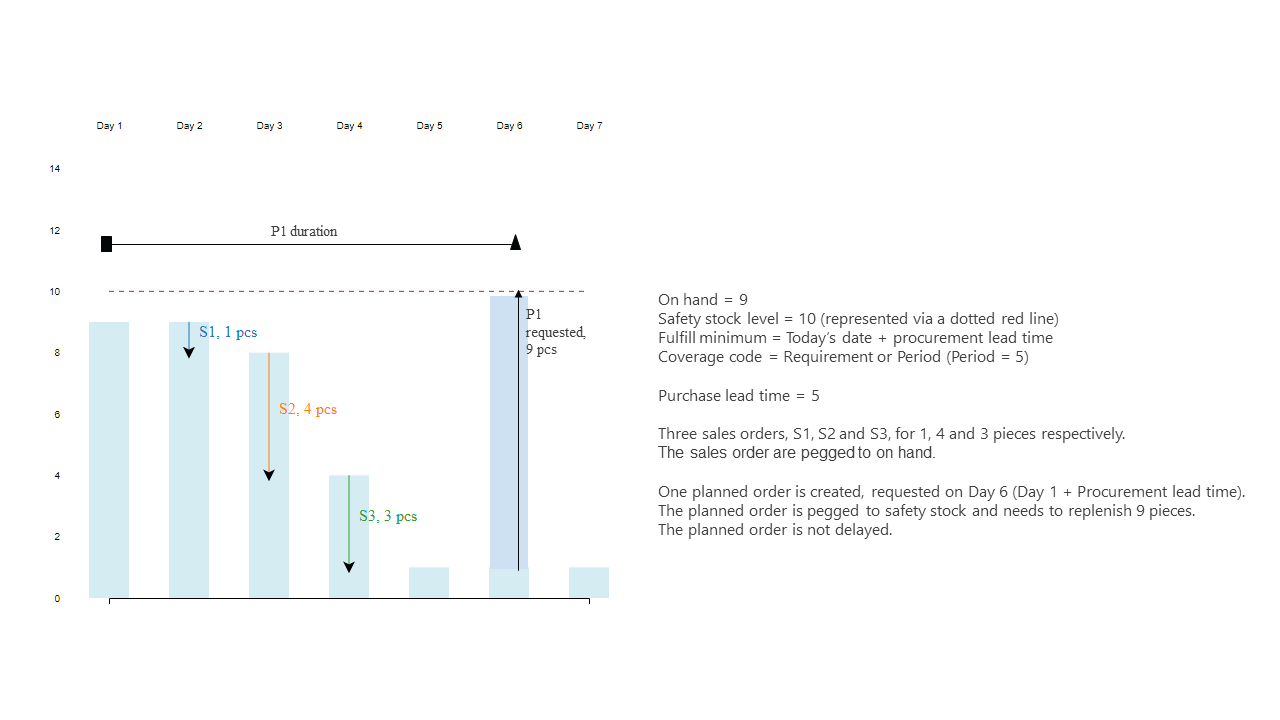 Day 1 Day 2 Day 3 Day 4 Day 5 Day 6 Day 7
14
12
P1 duration
10
8
6
4
2
0
S1, 1 pcs
S2, 4 pcs
S3, 3 pcs
P1
requested,
9 pcs
On hand = 9
Safety stock level = 10 (represented via a dotted red line)
Fulfill minimum = Today’s date + procurement lead time
Coverage code = Requirement or Period (Period = 5)
Purchase lead time = 5
Three sales orders, S1, S2 and S3, for 1, 4 and 3 pieces respectively.
The sales order are pegged to on hand.
One planned order is created, requested on Day 6 (Day 1 + Procurement lead time).
The planned order is pegged to safety stock and needs to replenish 9 pieces.
The planned order is not delayed.